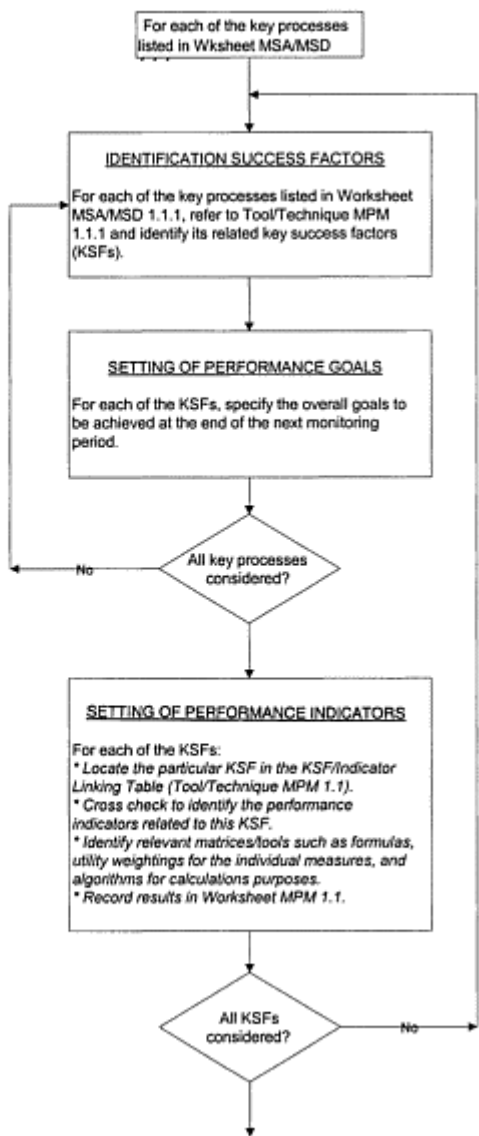 For each of the key processes
listed in Wksheet MSA/MSD
IDENTIFICATION SUCCESS FACTORS
For each of the key processes listed in Worksheet
MSA/MSD 1.1.1, refer to Tool/Technique MPM
1.1.1 and identify its related key success factors
(KSFs).
SETTING OF PERFORMANCE GOALS
For each of the KSFs, specify the overall goals to
be achieved at the end of the next monitoring
period.
All key processes
considered?
No
SETTING OF PERFORMANCE INDICATORS
For each of the KSFs:
* Locate the particular KSF in the KSF/Indicator
Linking Table (Tool/Technique MPM 1.1).
* Cross check to identify the performance
indicators related to this KSF.
* Identify relevant matrices/tools such as formulas,
utility weightings for the individual measures, and
algorithms for calculations purposes.
* Record results in Worksheet MPM 1.1.
All KSFs
considered?
No